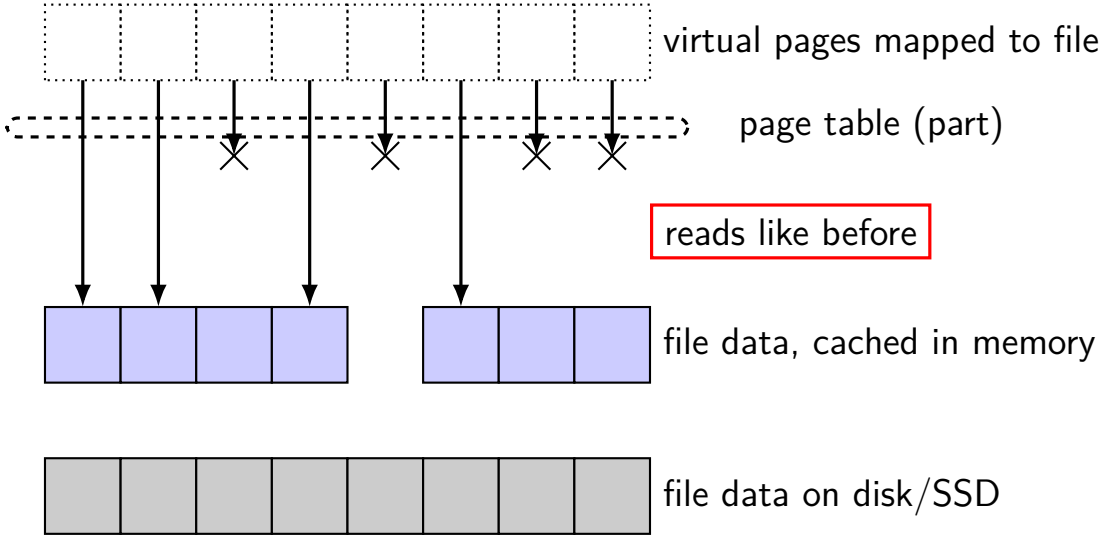 virtual pages mapped to file
page table (part)
reads like before
file data, cached in memory
file data on disk/SSD